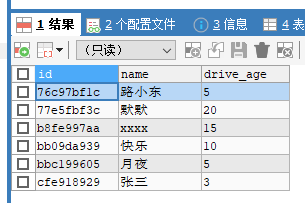 1 结果 2 个配置文件 3 信息 4 表
（只读）
id name drive_age
76c97bf1c 路小东 5
77e5fbf3c 默默 20
b8fe997aa xxxx 15
bb09da939 快乐 10
bbc199605 月夜 5
cfe918929 张三 3